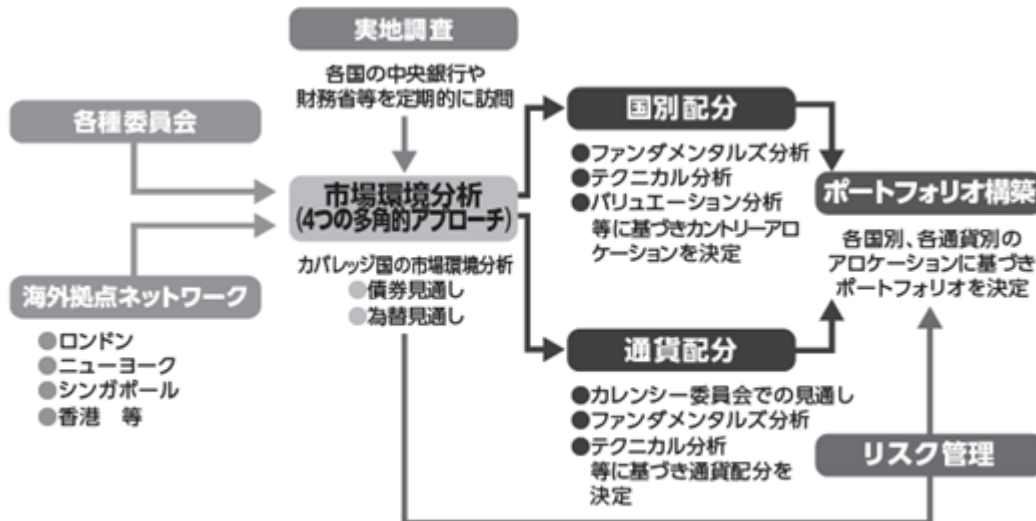 実地調査
各国の中央銀行や
財務省等を定期的に訪問
各種委員会
海外拠点ネットワーク
●ロンドン
●ニューヨーク
●シンガポール
●香港　等
市場環境分析
(4つの多角的アプローチ)
カバレッジ国の市場環境分析
●債券見通し
●為替見通し
国別配分
●ファンダメンタルズ分析
●テクニカル分析
●バリュエーション分析
等に基づきカントリーアロ
ケーションを決定
通貨配分
●カレンシー委員会での見通し
●ファンダメンタルズ分析
●テクニカル分析
等に基づき通貨配分を
決定
ポートフォリオ構築
各国別、各通貨別の
アロケーションに基づき
ポートフォリオを決定
リスク管理